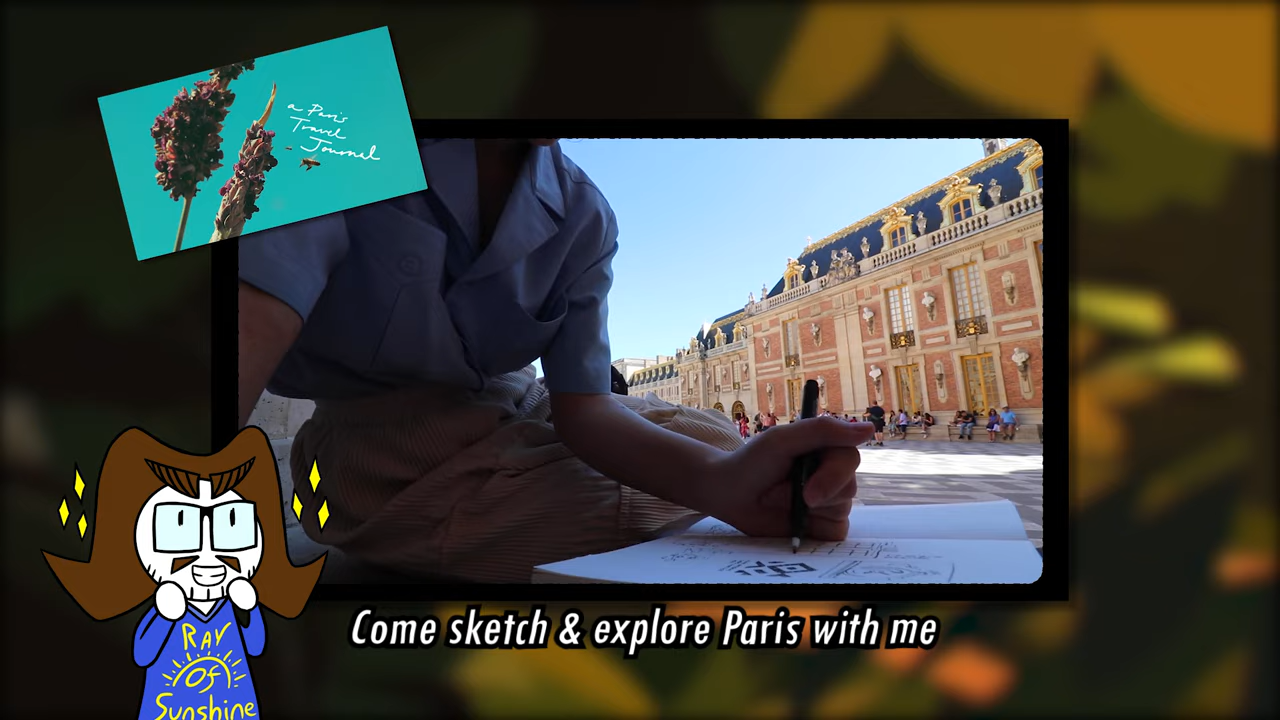 a Paris
Travel
Journal
Come sketch & explore Paris with me
RAY
Of
Sunshine